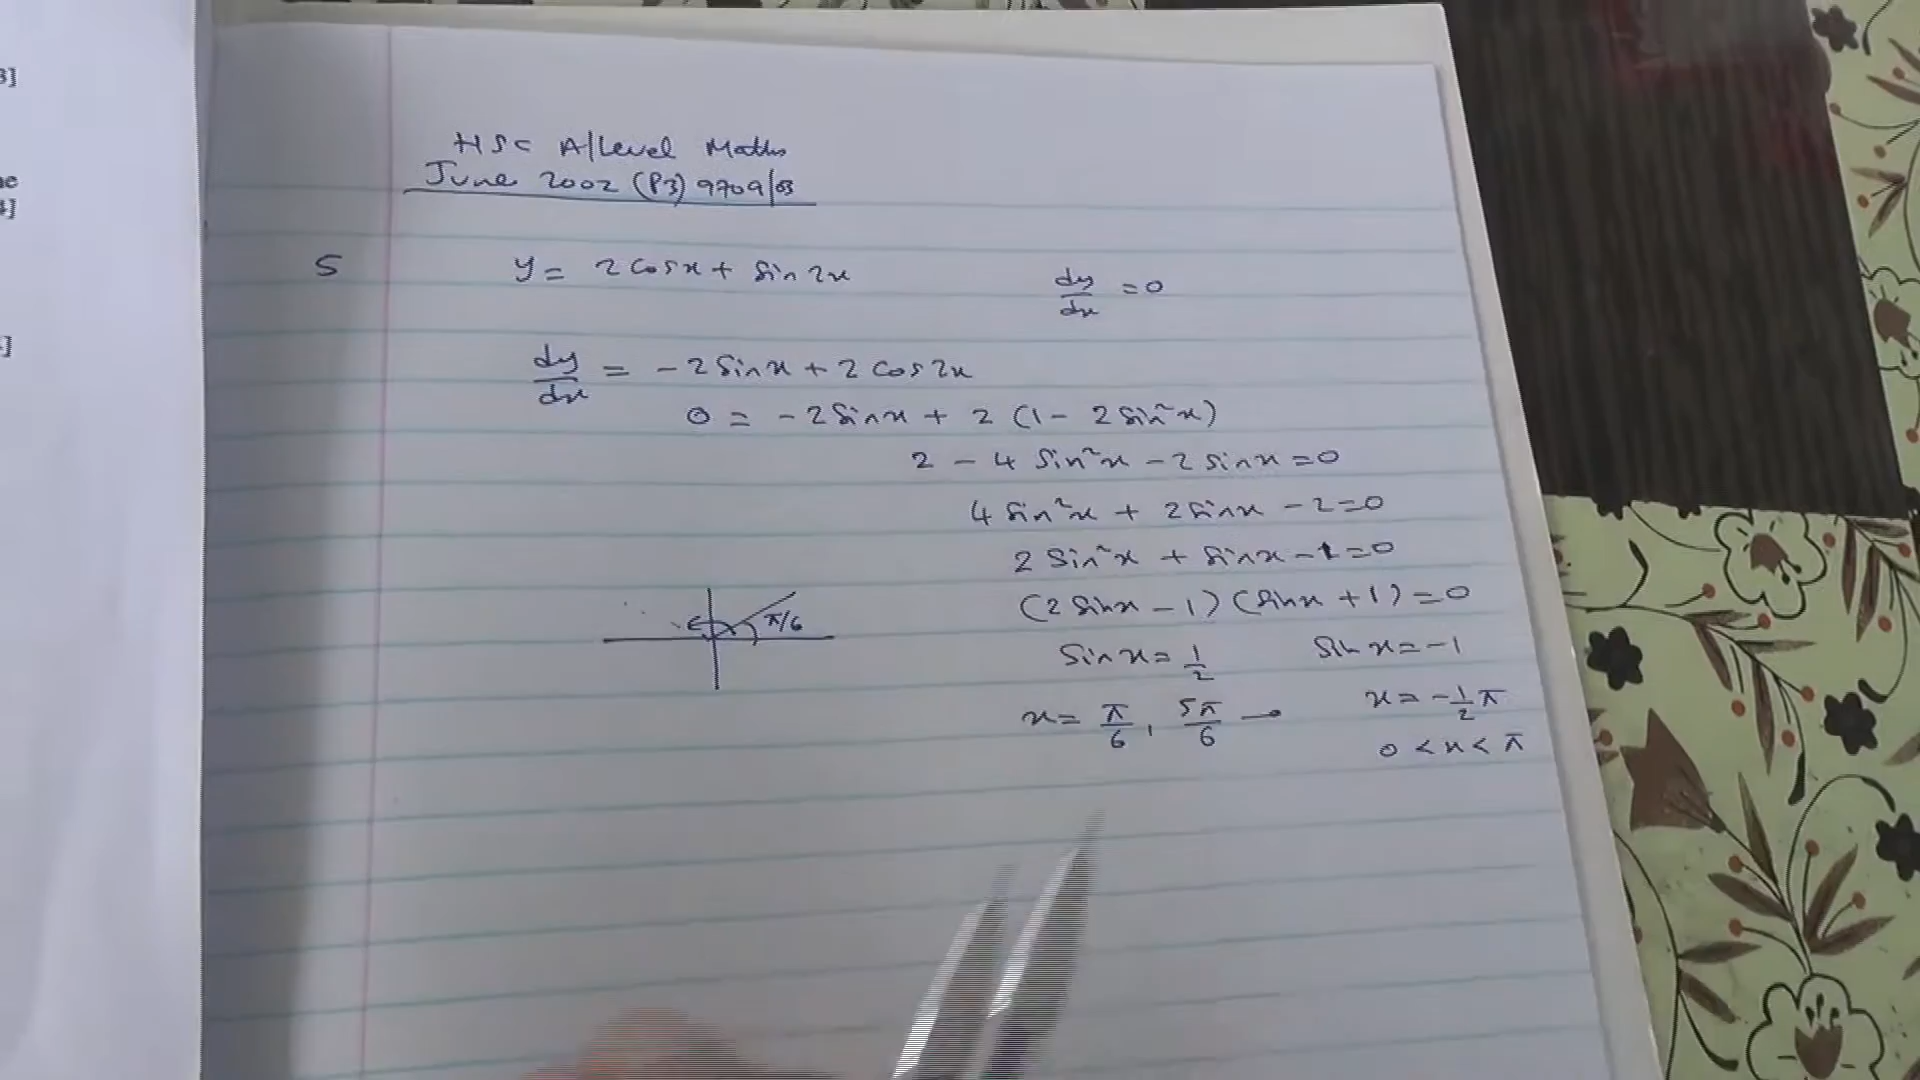 HSC A/Level Maths
June 2002 (P3) 9709/03
5 y = 2cosx + sin2x dy/dx = 0
dy/dx = -2sinx + 2cos2x
0 = -2sinx + 2(1 - 2sin²x)
2 - 4sin²x - 2sinx = 0
4sin²x + 2sinx - 2 = 0
2sin²x + sinx - 1 = 0
(2sinx - 1)(sinx + 1) = 0
π/6
sinx = 1/2 sinx = -1
x = π/6, 5π/6 x = -1/2 π
0 < x < π